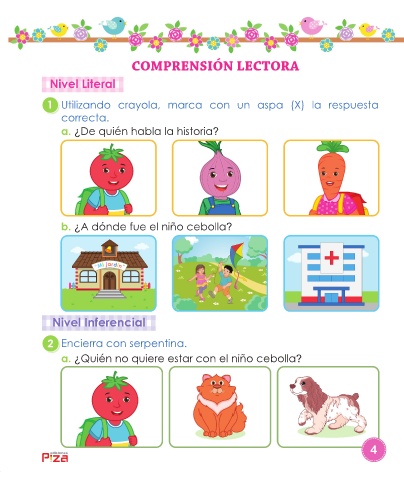 COMPRENSIÓN LECTORA
Nivel Literal
1 Utilizando crayola, marca con un aspa (X) la respuesta
correcta.
a. ¿De quién habla la historia?
b. ¿A dónde fue el niño cebolla?
Mi jardín
Nivel Inferencial
2 Encierra con serpentina.
a. ¿Quién no quiere estar con el niño cebolla?
4
P'za